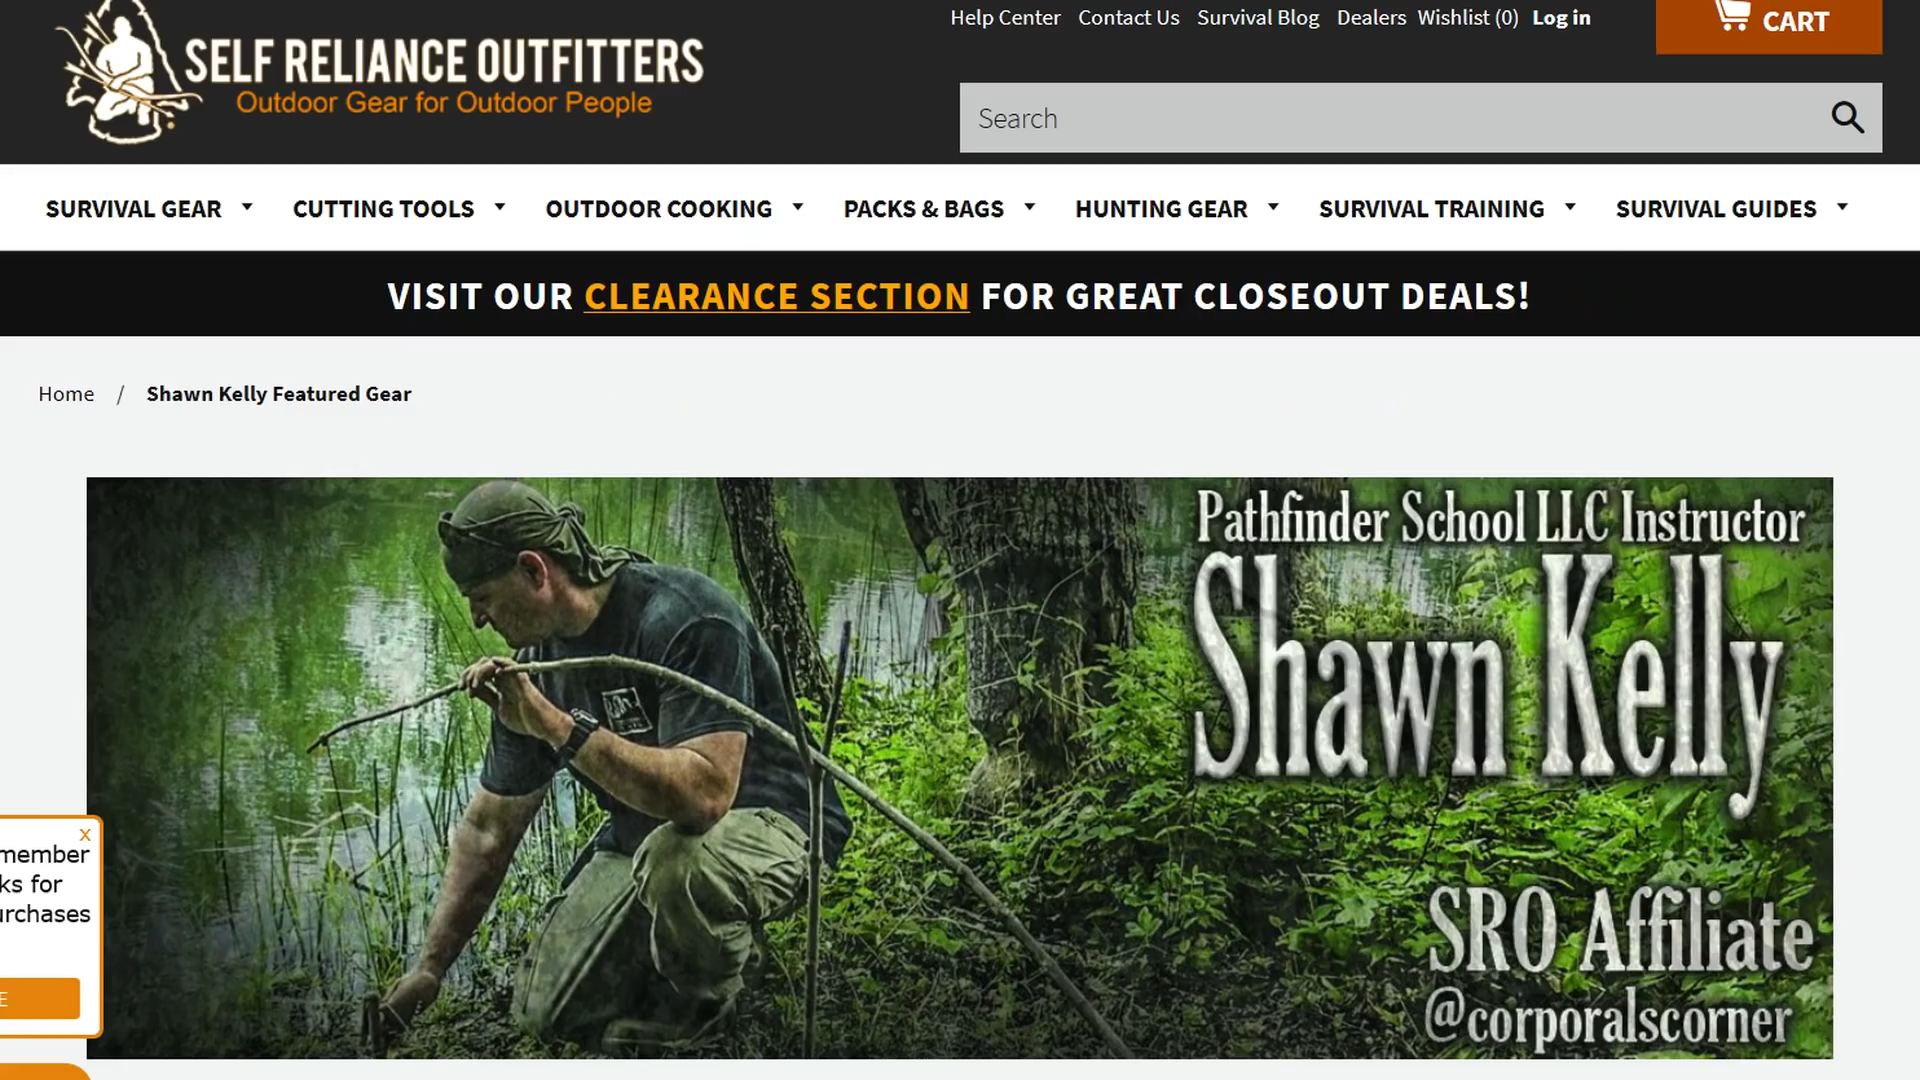 Help Center Contact Us Survival Blog Dealers Wishlist (0) Log in
CART
SELF RELIANCE OUTFITTERS
Outdoor Gear for Outdoor People
Search
SURVIVAL GEAR CUTTING TOOLS OUTDOOR COOKING PACKS & BAGS HUNTING GEAR SURVIVAL TRAINING SURVIVAL GUIDES
VISIT OUR CLEARANCE SECTION FOR GREAT CLOSEOUT DEALS!
Home / Shawn Kelly Featured Gear
Pathfinder School LLC Instructor
Shawn Kelly
SRO Affiliate
@corporalscorner
x
member
for